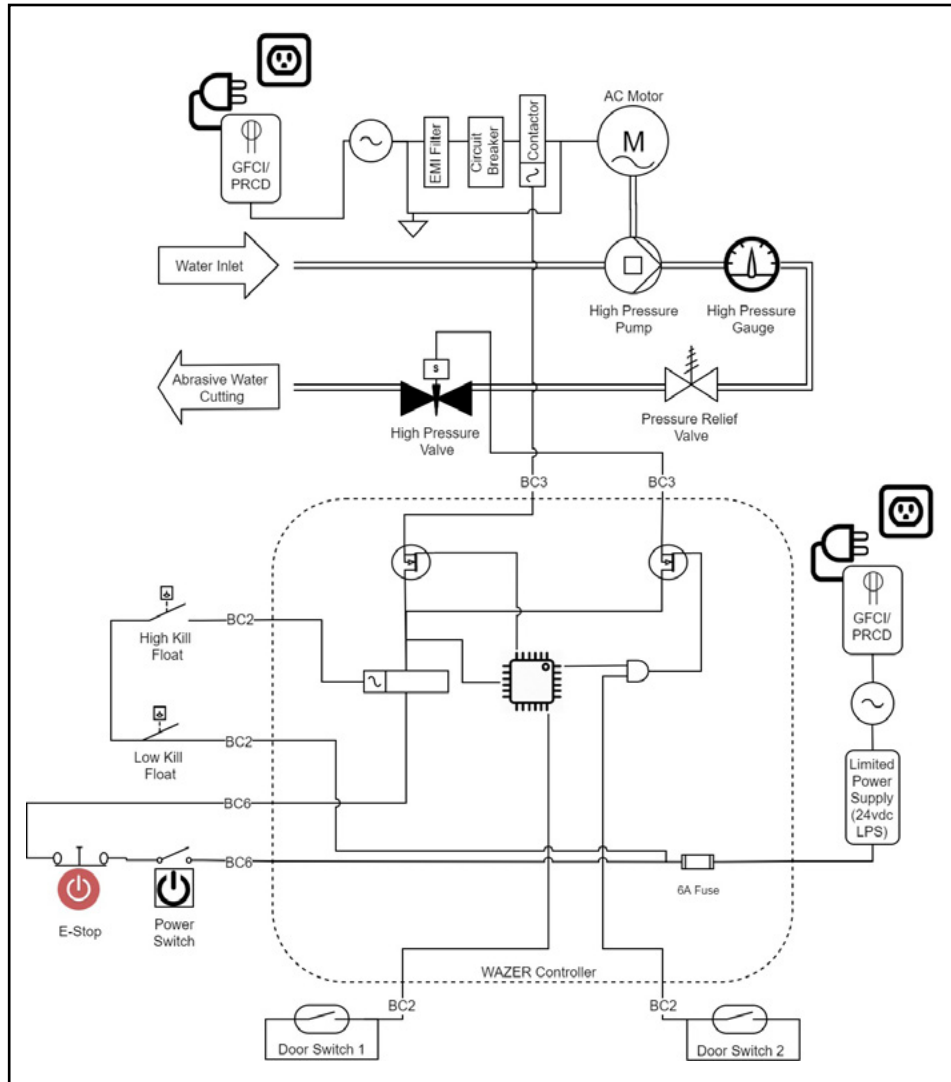 AC Motor
M
GFCI/
PRCD
EMI Filter
Circuit
Breaker
Contactor
Water Inlet
High Pressure
Pump
High Pressure
Gauge
S
Abrasive Water
Cutting
High Pressure
Valve
Pressure Relief
Valve
BC3
BC3
GFCI/
PRCD
High Kill
Float
BC2
Low Kill
Float
BC2
Limited
Power
Supply
(24vdc
LPS)
BC6
BC6
6A Fuse
E-Stop
Power
Switch
WAZER Controller
BC2
BC2
Door Switch 1
Door Switch 2